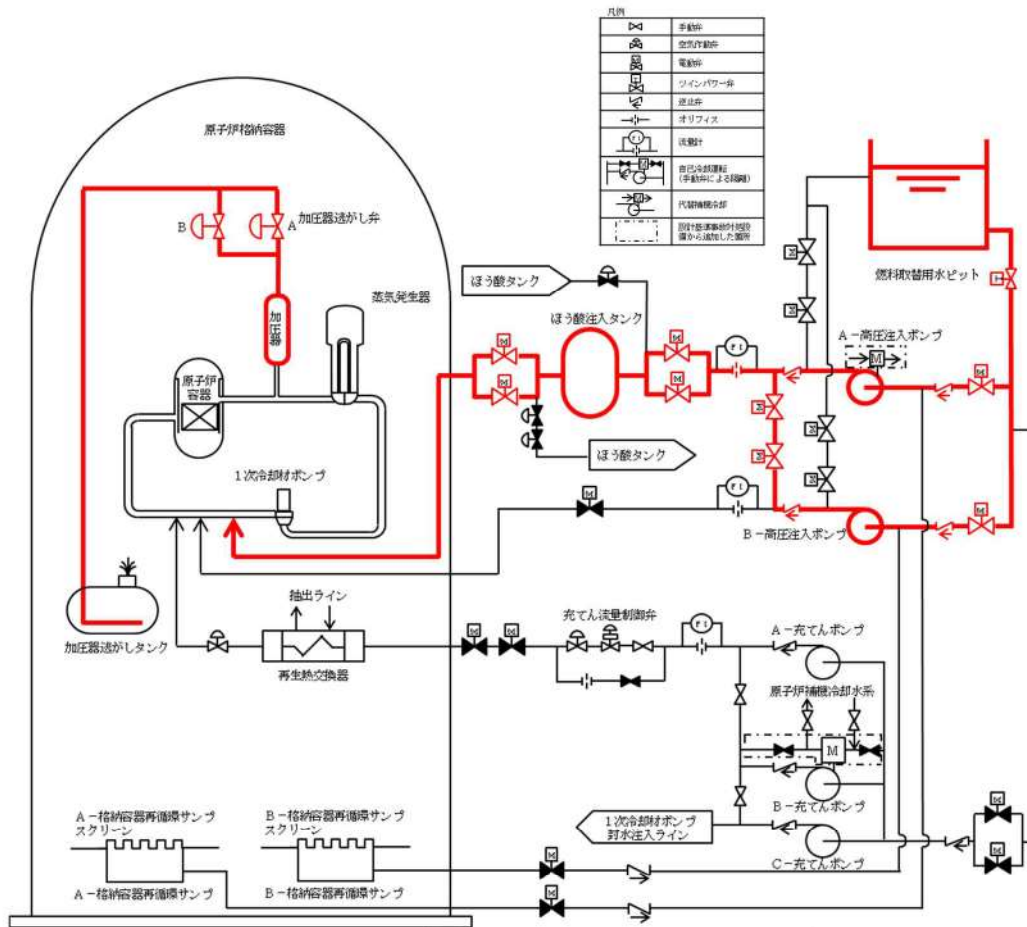 凡例
手動弁
空気作動弁
電動弁
ツインパワー弁
逆止弁
オリフィス
流量計
自己冷却運転
(手動弁による隔離)
代替補機冷却
設計基準事故対処設
備から追加した箇所
原子炉格納容器
B
A
加圧器逃がし弁
加圧器
蒸気発生器
原子炉
容器
1次冷却材ポンプ
加圧器逃がしタンク
ほう酸タンク
ほう酸注入タンク
ほう酸タンク
燃料取替用水ピット
A-高圧注入ポンプ
B-高圧注入ポンプ
抽出ライン
再生熱交換器
充てん流量制御弁
A-充てんポンプ
原子炉補機冷却水系
B-充てんポンプ
C-充てんポンプ
1次冷却材ポンプ
封水注入ライン
A-格納容器再循環サンプ
スクリーン
B-格納容器再循環サンプ
スクリーン
A-格納容器再循環サンプ
B-格納容器再循環サンプ